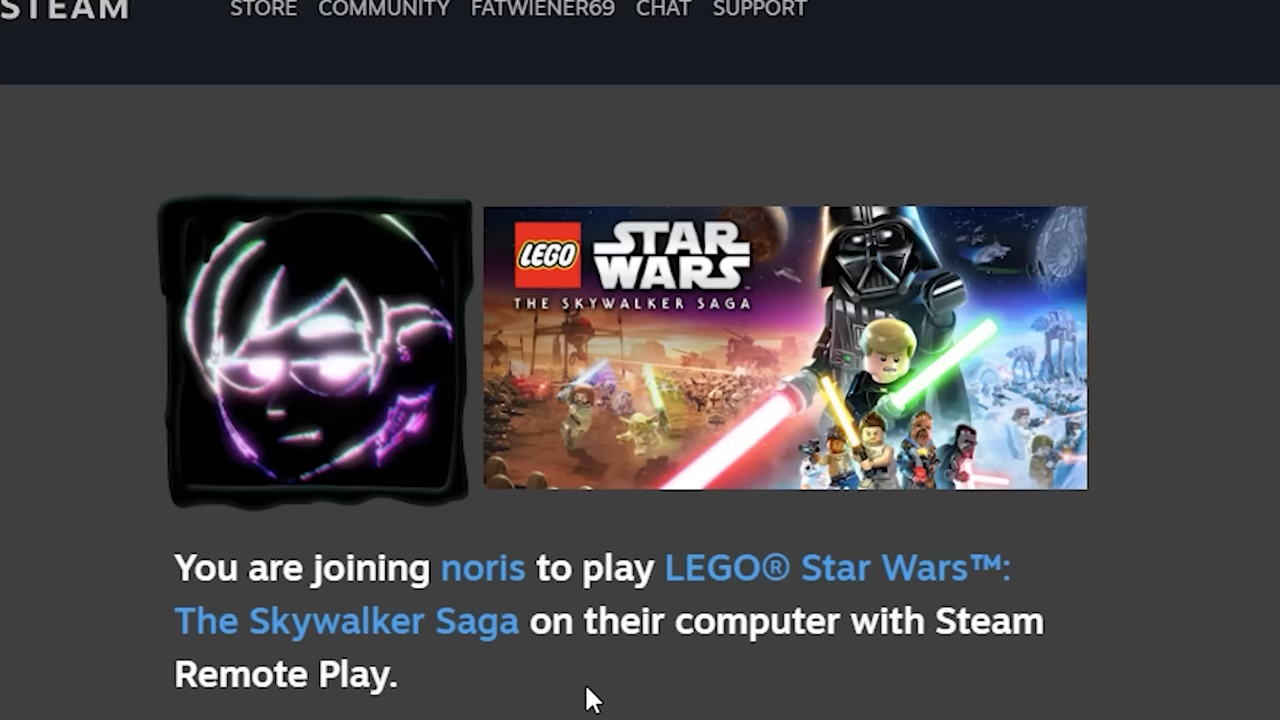 STEAM
STORE COMMUNITY FATWIENER69 CHAT SUPPORT
LEGO
STAR
WARS
THE SKYWALKER SAGA
You are joining noris to play LEGO® Star Wars™:
The Skywalker Saga on their computer with Steam
Remote Play.